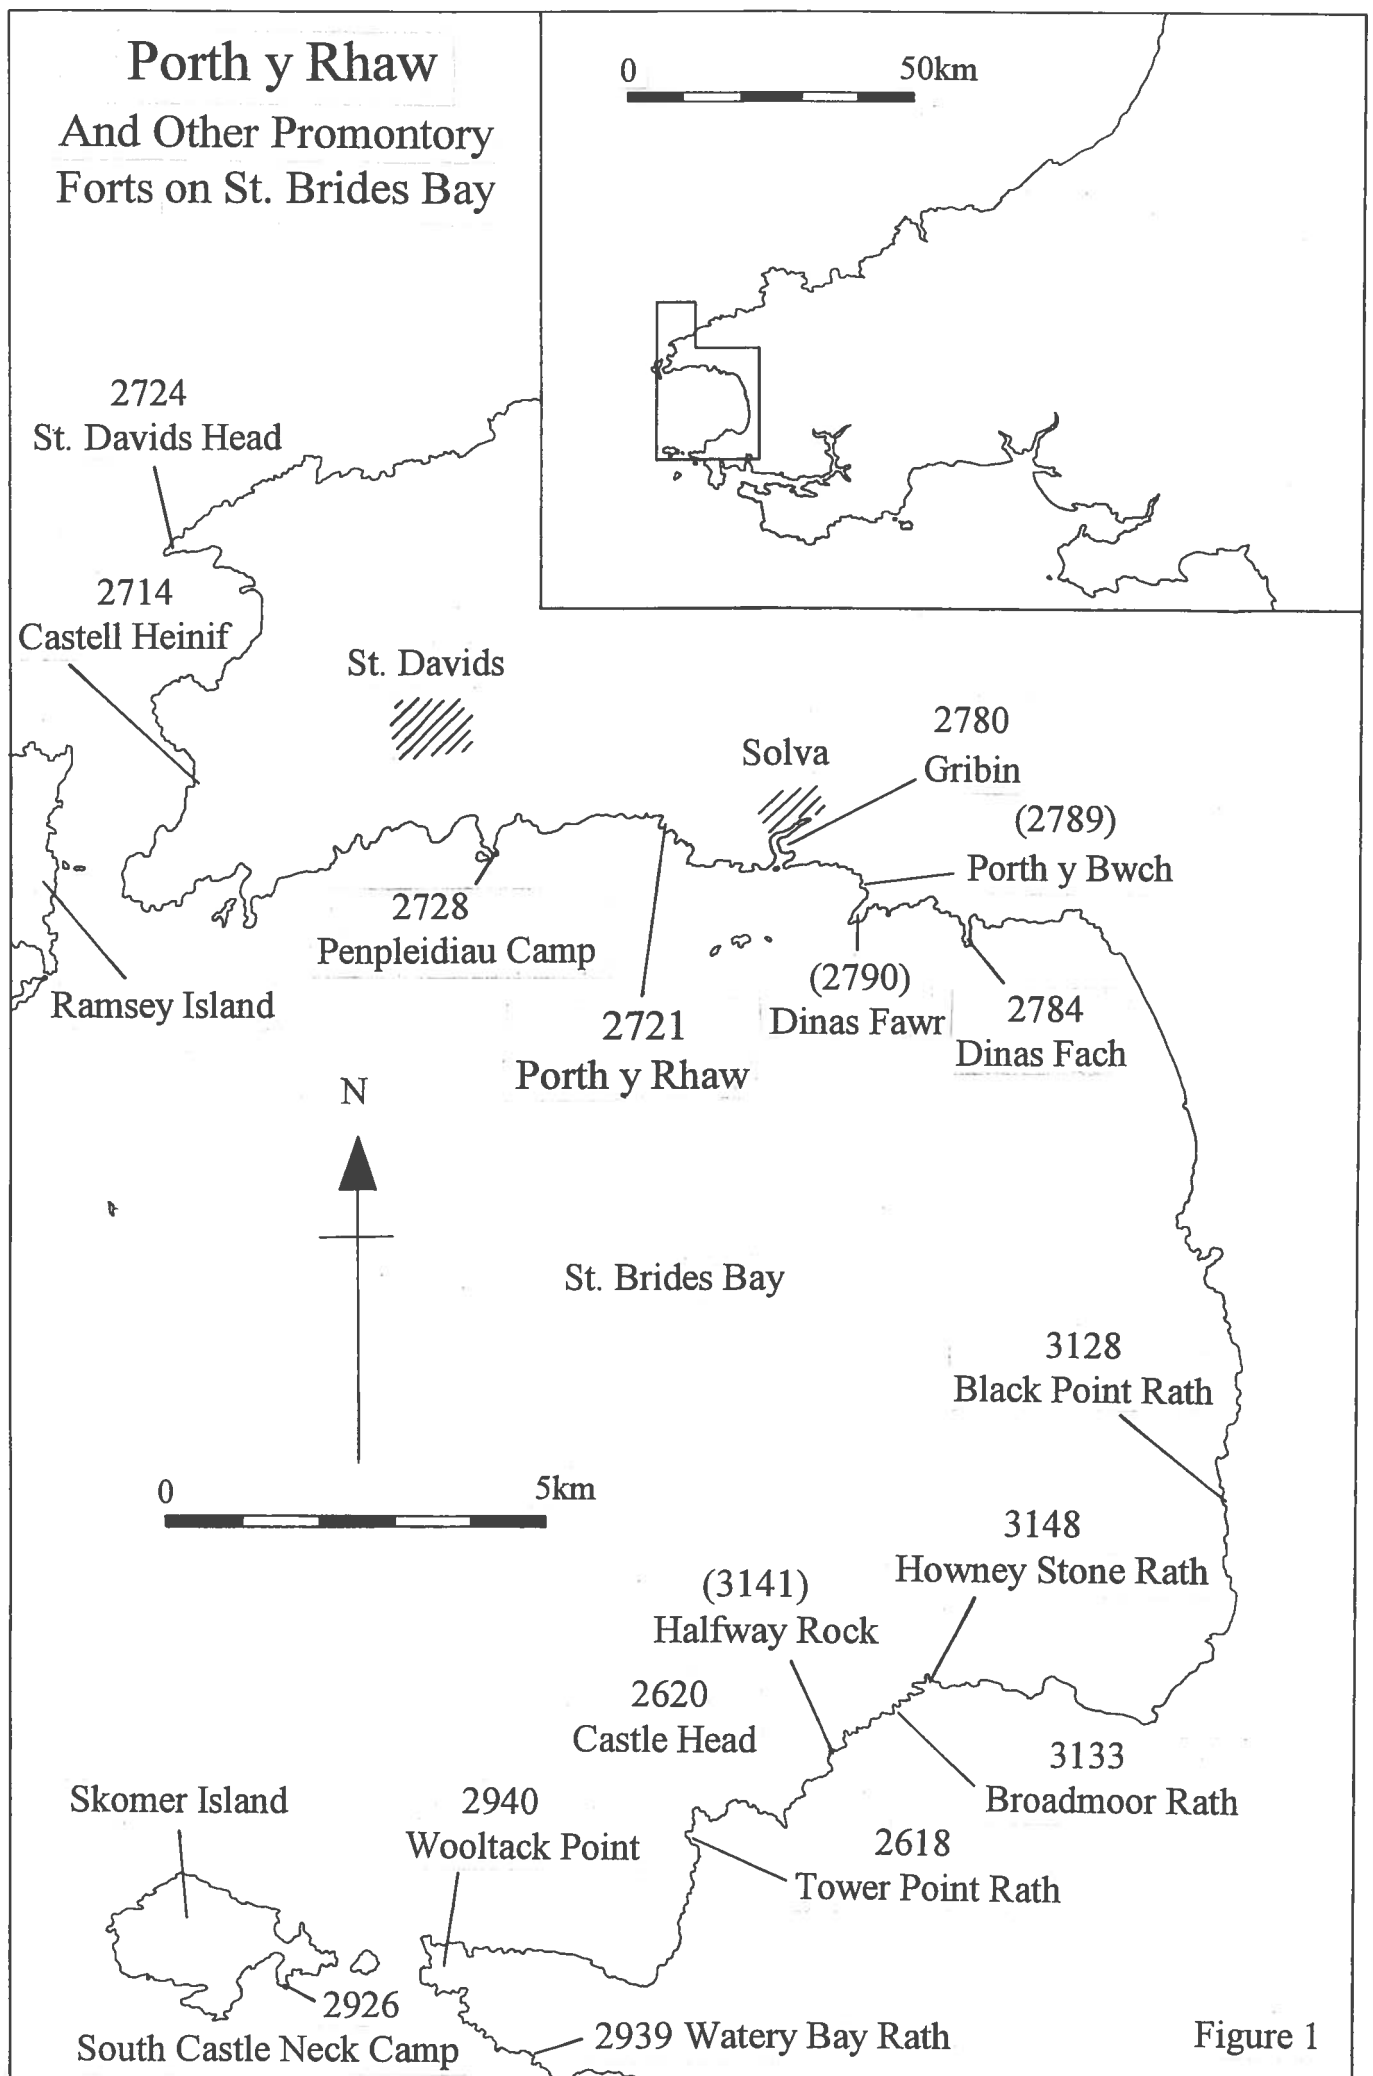 Porth y Rhaw
And Other Promontory
Forts on St. Brides Bay
0 50km
2724
St. Davids Head
2714
Castell Heinif
St. Davids
Solva
2780
Gribin
(2789)
Porth y Bwch
2728
Penpleidiau Camp
Ramsey Island
2721
Porth y Rhaw
(2790)
Dinas Fawr
2784
Dinas Fach
N
St. Brides Bay
3128
Black Point Rath
0 5km
3148
Howney Stone Rath
(3141)
Halfway Rock
2620
Castle Head
3133
Broadmoor Rath
Skomer Island
2940
Wooltack Point
2618
Tower Point Rath
2926
South Castle Neck Camp
2939 Watery Bay Rath
Figure 1